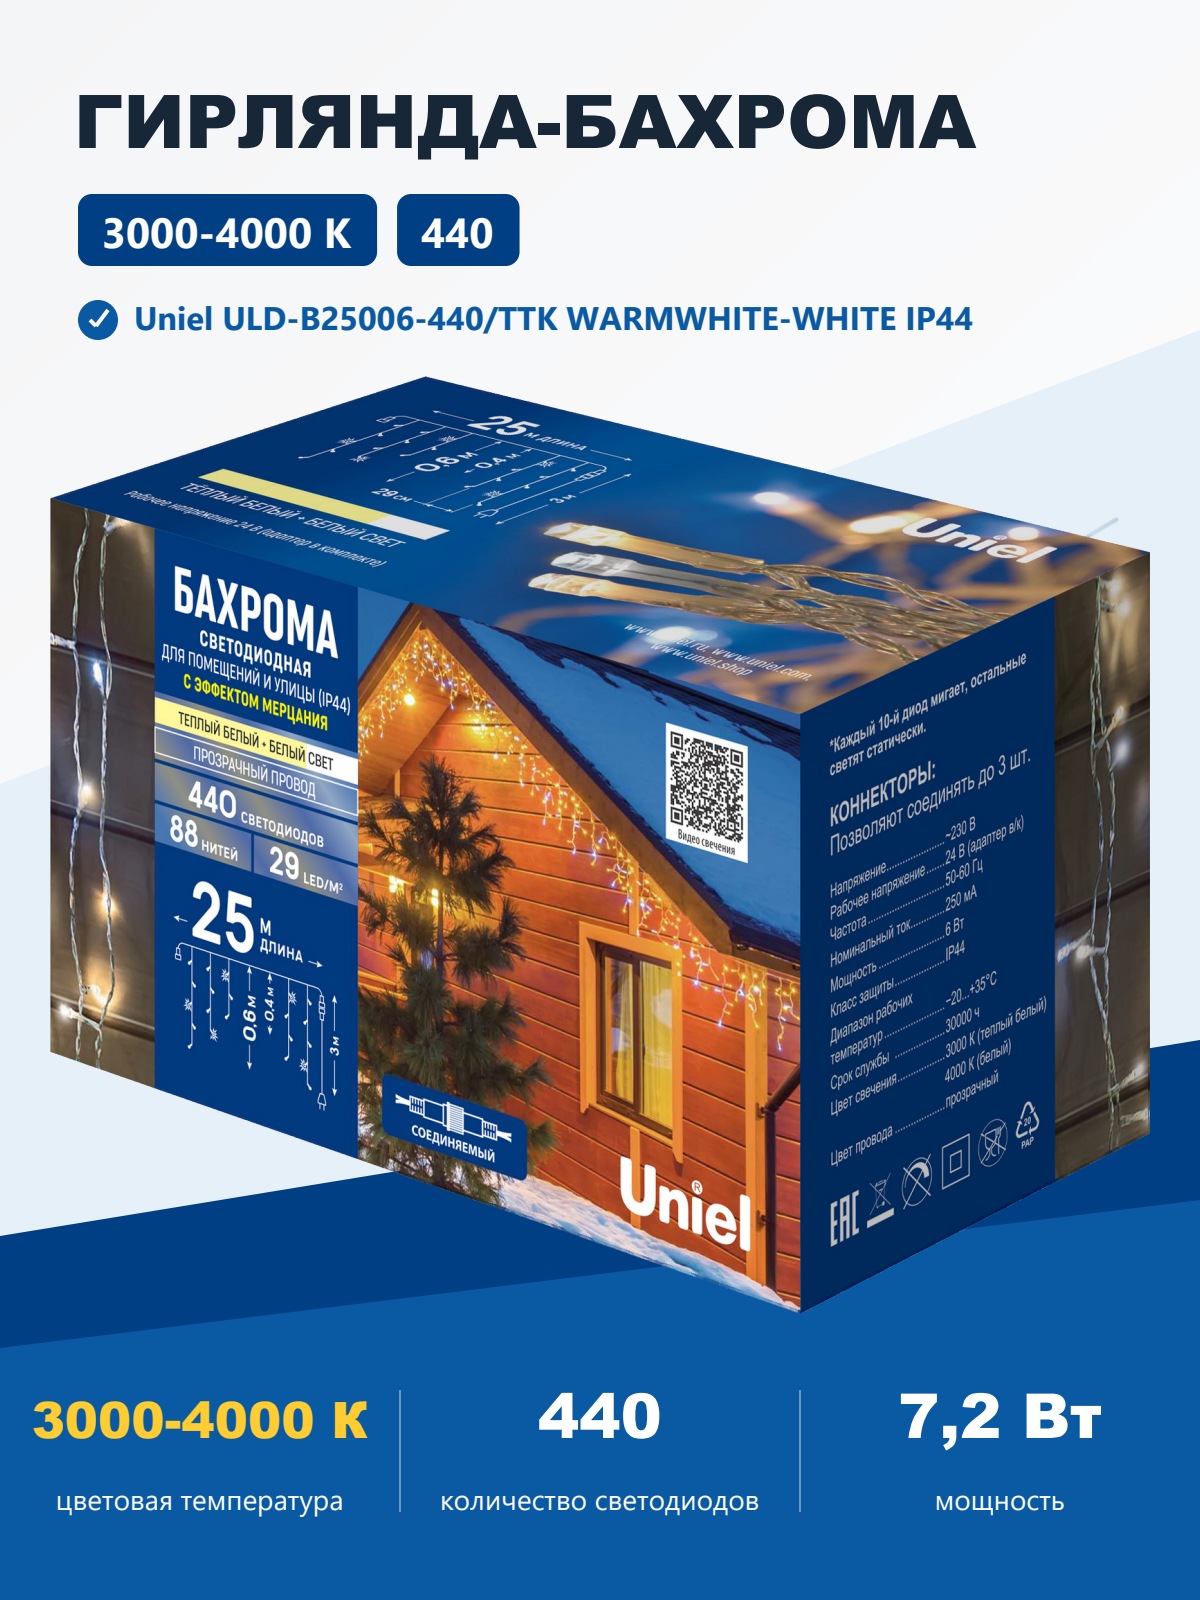 ГИРЛЯНДА-БАХРОМА
3000-4000 К
440
Uniel ULD-B25006-440/TTK WARMWHITE-WHITE IP44
25 М ДЛИНА
0,6 М
0,4 М
29 СМ
3 М
ТЁПЛЫЙ БЕЛЫЙ + БЕЛЫЙ СВЕТ
рабочее напряжение 24 В (адаптер в комплекте)
Uniel
www.uniel.com
www.uniel.shop
БАХРОМА
СВЕТОДИОДНАЯ
ДЛЯ ПОМЕЩЕНИЙ И УЛИЦЫ (IP44)
С ЭФФЕКТОМ МЕРЦАНИЯ
ТЕПЛЫЙ БЕЛЫЙ + БЕЛЫЙ СВЕТ
ПРОЗРАЧНЫЙ ПРОВОД
440 СВЕТОДИОДОВ
88 НИТЕЙ
29 LED/М²
25 М
ДЛИНА
0,6 м
0,4 м
3м
Видео свечения
СОЕДИНЯЕМЫЙ
Uniel®
*Каждый 10-й диод мигает, остальные
светят статически.
КОННЕКТОРЫ:
Позволяют соединять до 3 шт.
Напряжение....................~230 В
Рабочее напряжение......24 В (адаптер в/к)
Частота..........................50-60 Гц
Номинальный ток..........250 мА
Мощность......................6 Вт
Класс защиты................IP44
Диапазон рабочих
температур....................–20...+35°С
Срок службы.................30000 ч
Цвет свечения...............3000 К (теплый белый)
4000 К (белый)
Цвет провода.................прозрачный
EAC
20
PAP
3000-4000 К
цветовая температура
440
количество светодиодов
7,2 Вт
мощность